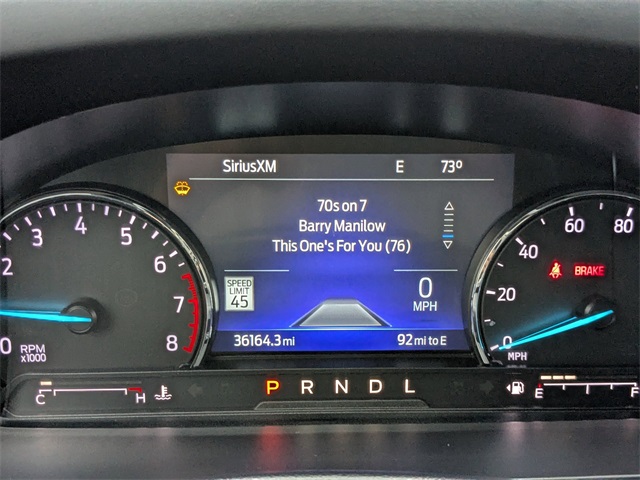 SiriusXM E 73°
70s on 7
Barry Manilow
This One's For You (76)
SPEED
LIMIT
45
0
MPH
36164.3 mi 92 mi to E
0 2 3 4 5 6 7 8
RPM
x1000
0 20 40 60 80
MPH
BRAKE
C H
P R N D L
E F